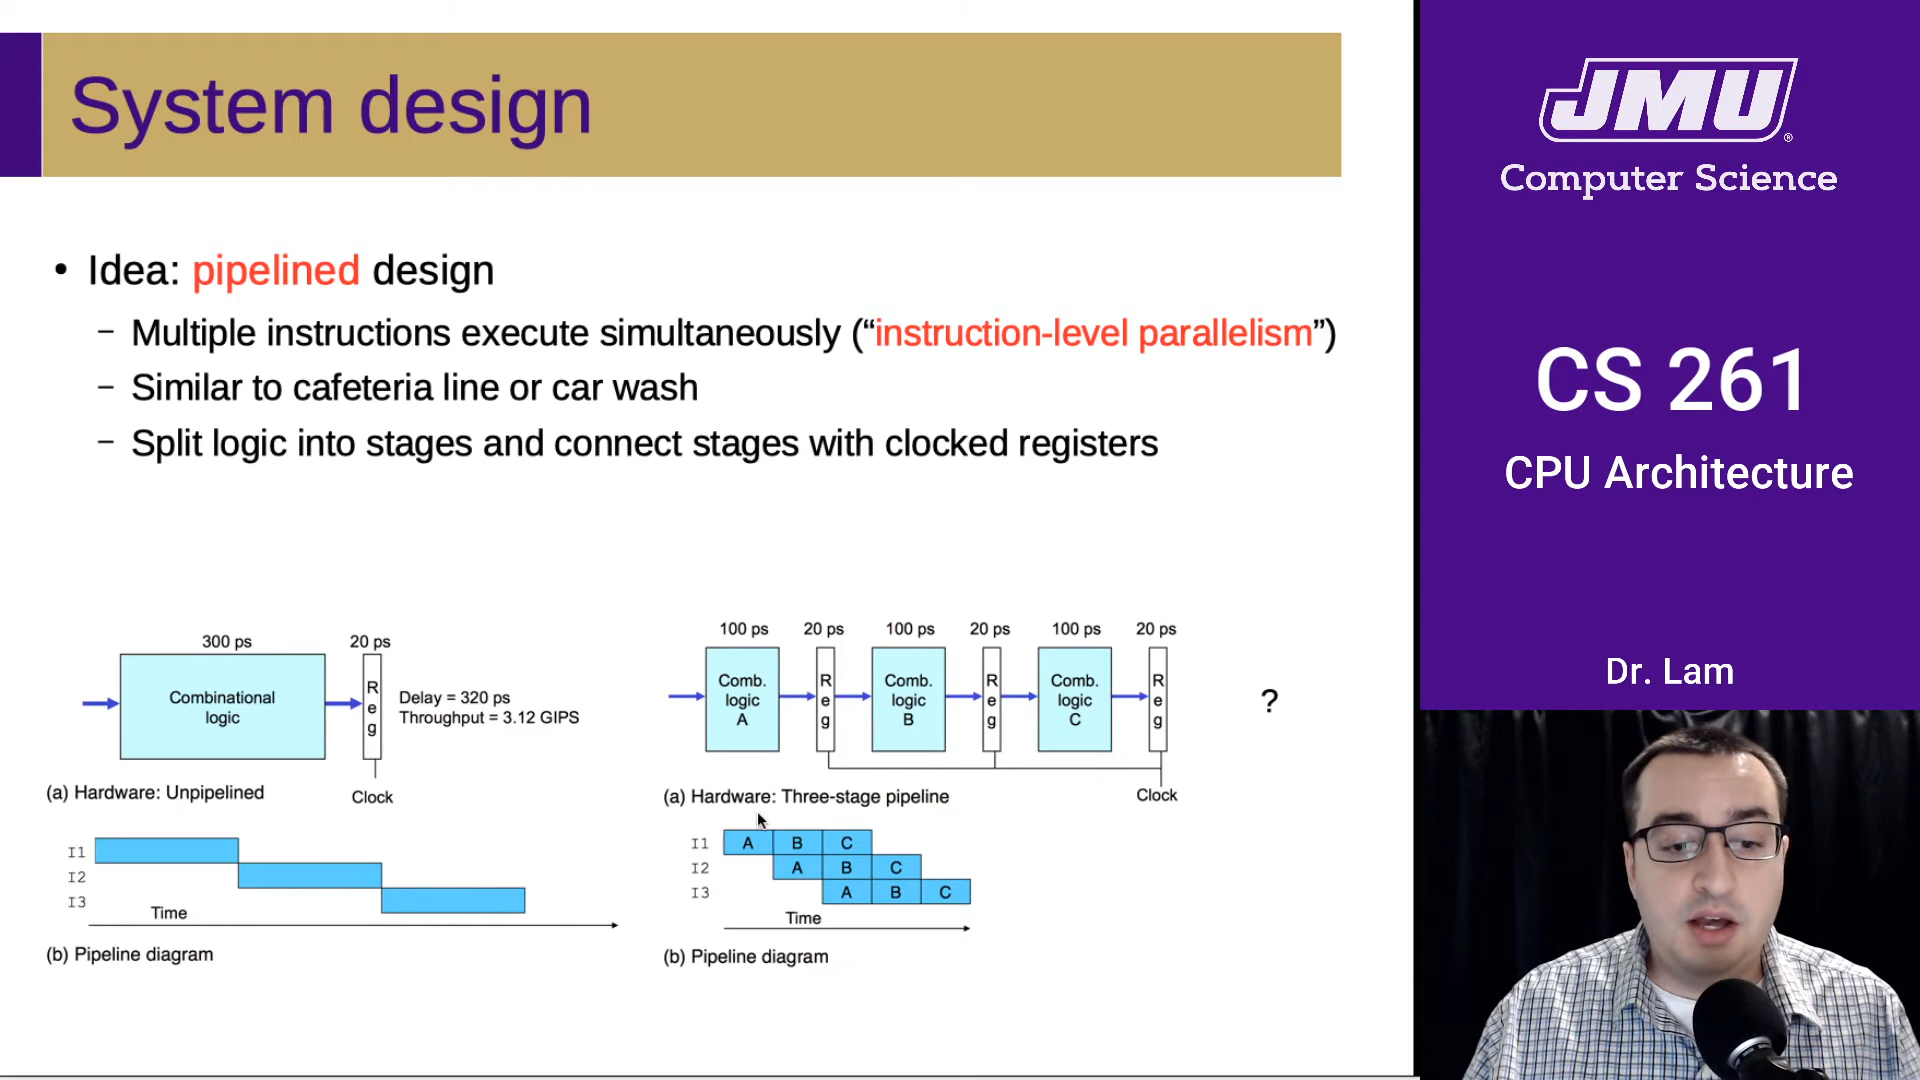 System design
• Idea: pipelined design
– Multiple instructions execute simultaneously (“instruction-level parallelism”)
– Similar to cafeteria line or car wash
– Split logic into stages and connect stages with clocked registers
300 ps
20 ps
Combinational
logic
R
e
g
Delay = 320 ps
Throughput = 3.12 GIPS
(a) Hardware: Unpipelined
Clock
I1
I2
I3
Time
(b) Pipeline diagram
100 ps
20 ps
100 ps
20 ps
100 ps
20 ps
Comb.
logic
A
R
e
g
Comb.
logic
B
R
e
g
Comb.
logic
C
R
e
g
?
(a) Hardware: Three-stage pipeline
Clock
I1 A B C
I2 A B C
I3 A B C
Time
(b) Pipeline diagram
JMU®
Computer Science
CS 261
CPU Architecture
Dr. Lam